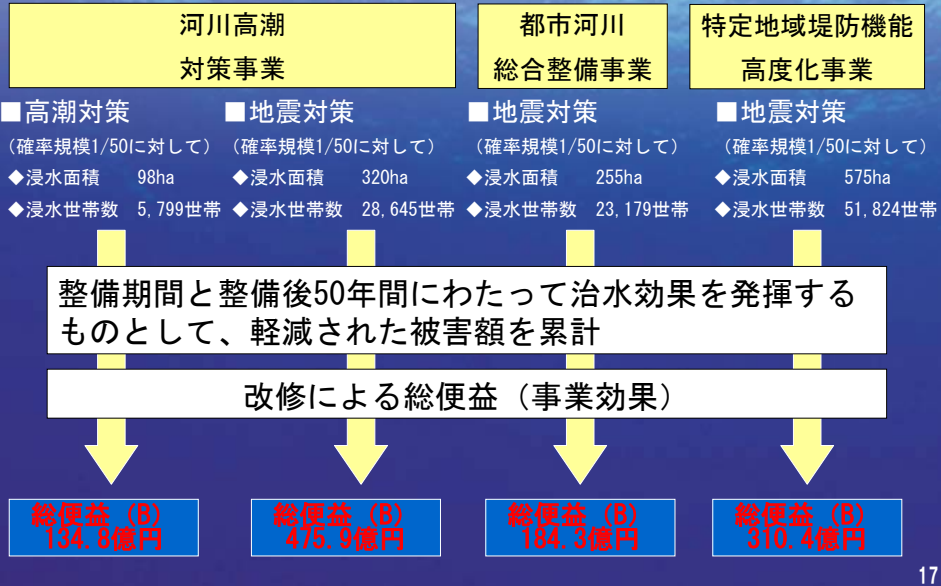 河川高潮
対策事業
都市河川
総合整備事業
特定地域堤防機能
高度化事業
■高潮対策
(確率規模1/50に対して)
◆浸水面積 98ha
◆浸水世帯数 5,799世帯
■地震対策
(確率規模1/50に対して)
◆浸水面積 320ha
◆浸水世帯数 28,645世帯
■地震対策
(確率規模1/50に対して)
◆浸水面積 255ha
◆浸水世帯数 23,179世帯
■地震対策
(確率規模1/50に対して)
◆浸水面積 575ha
◆浸水世帯数 51,824世帯
整備期間と整備後50年間にわたって治水効果を発揮する
ものとして、軽減された被害額を累計
改修による総便益(事業効果)
総便益(B)
134.8億円
総便益(B)
475.9億円
総便益(B)
184.3億円
総便益(B)
310.4億円
17